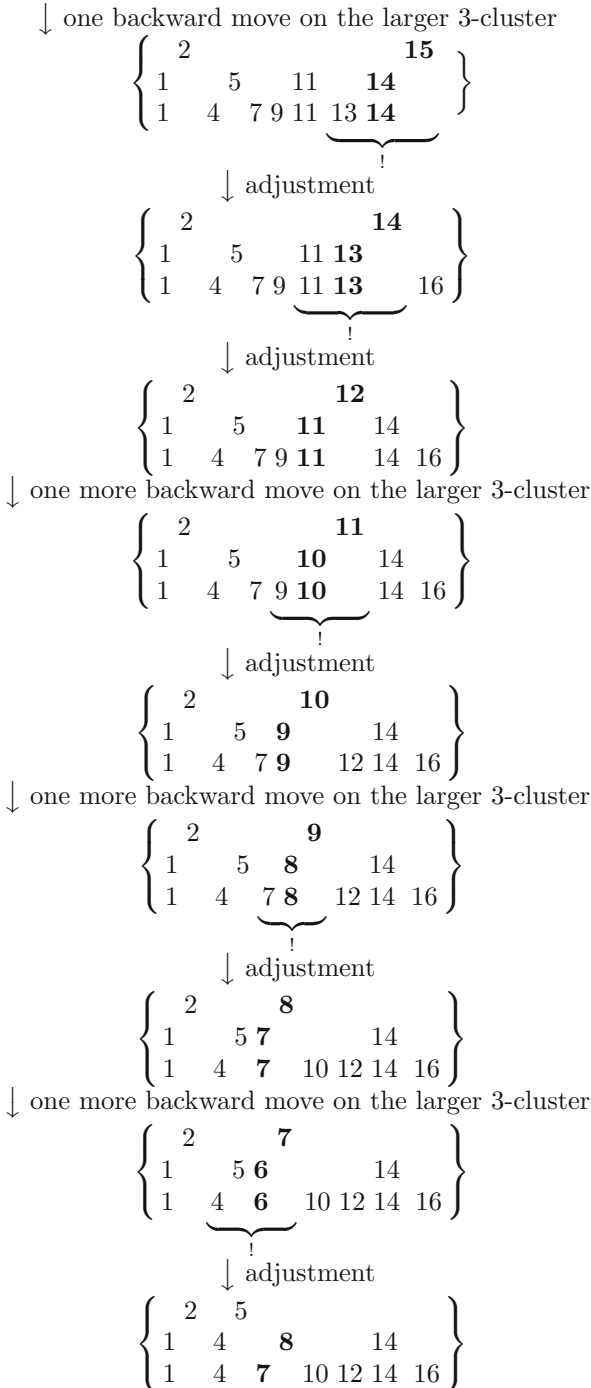 ↓ one backward move on the larger 3-cluster
2 15
1 5 11 14
1 4 7 9 11 13 14
!
↓ adjustment
2 14
1 5 11 13
1 4 7 9 11 13 16
!
↓ adjustment
2 12
1 5 11 14
1 4 7 9 11 14 16
↓ one more backward move on the larger 3-cluster
2 11
1 5 10 14
1 4 7 9 10 14 16
!
↓ adjustment
2 10
1 5 9 14
1 4 7 9 12 14 16
↓ one more backward move on the larger 3-cluster
2 9
1 5 8 14
1 4 7 8 12 14 16
!
↓ adjustment
2 8
1 5 7 14
1 4 7 10 12 14 16
↓ one more backward move on the larger 3-cluster
2 7
1 5 6 14
1 4 6 10 12 14 16
!
↓ adjustment
2 5
1 4 8 14
1 4 7 10 12 14 16